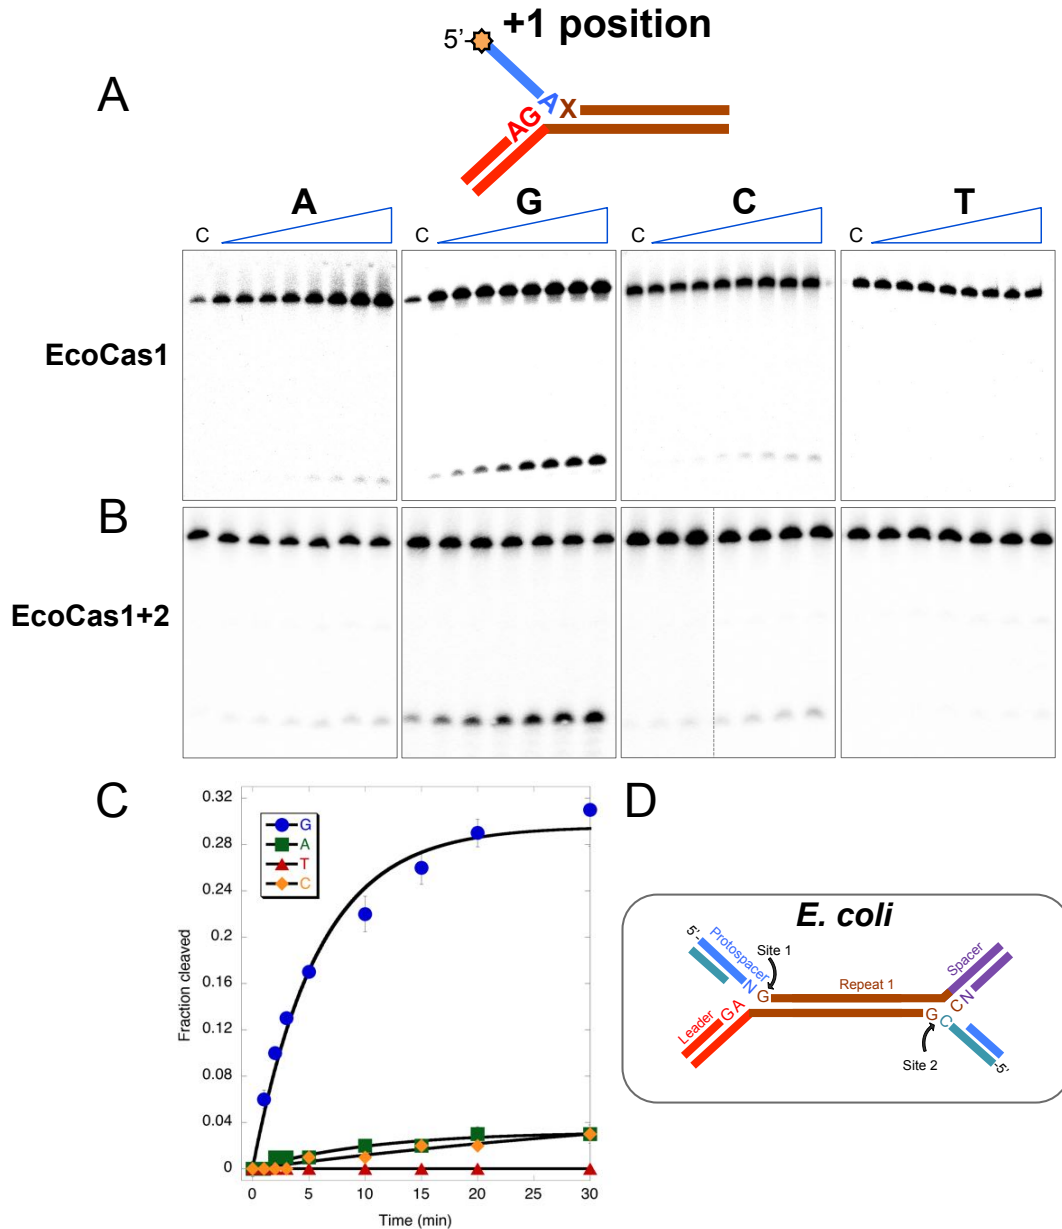 +1 position
5'
A
A X
AG
A G C T
C C C C
EcoCas1
B
EcoCas1+2
C
D
0.32
0.28
0.24
0.2
0.16
0.12
0.08
0.04
0
G
A
T
C
Fraction cleaved
0 5 10 15 20 25 30
Time (min)
E. coli
5'-
Protospacer
Site 1
Spacer
N G
Repeat 1
Leader
GA
G C C N
Site 2
-5'